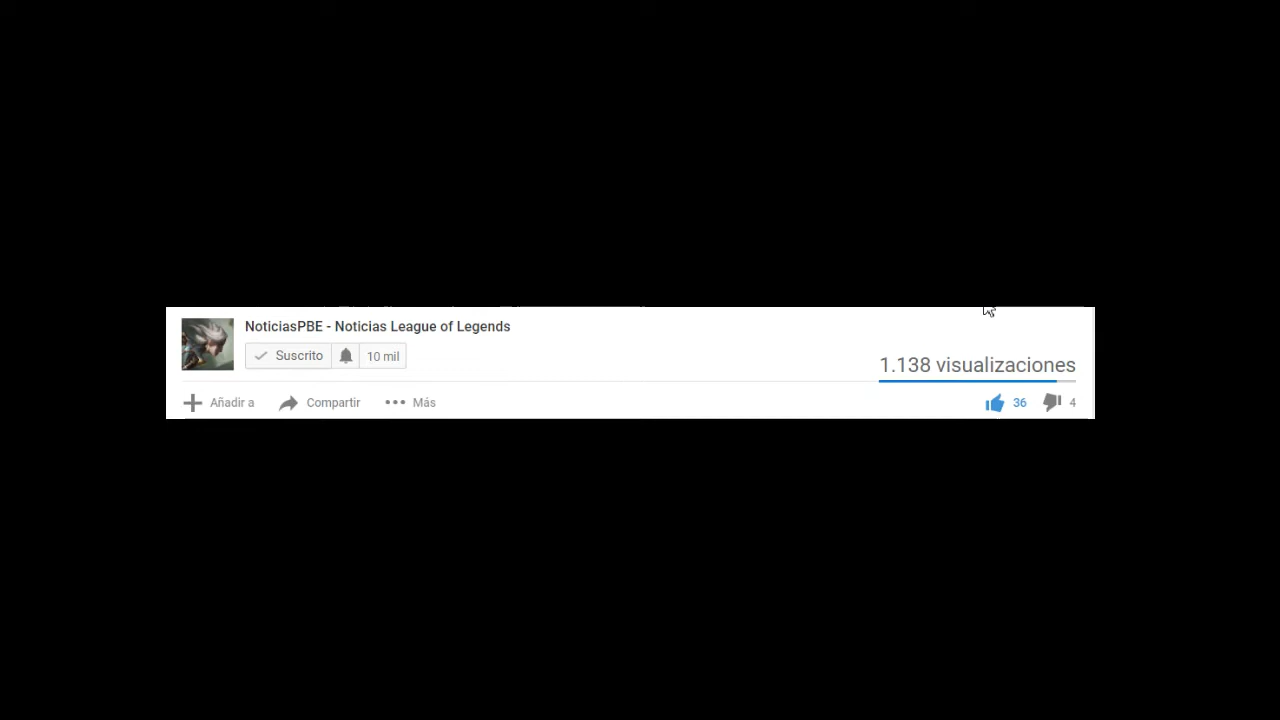 NoticiasPBE - Noticias League of Legends
Suscrito 10 mil
1.138 visualizaciones
Añadir a Compartir Más 36 4